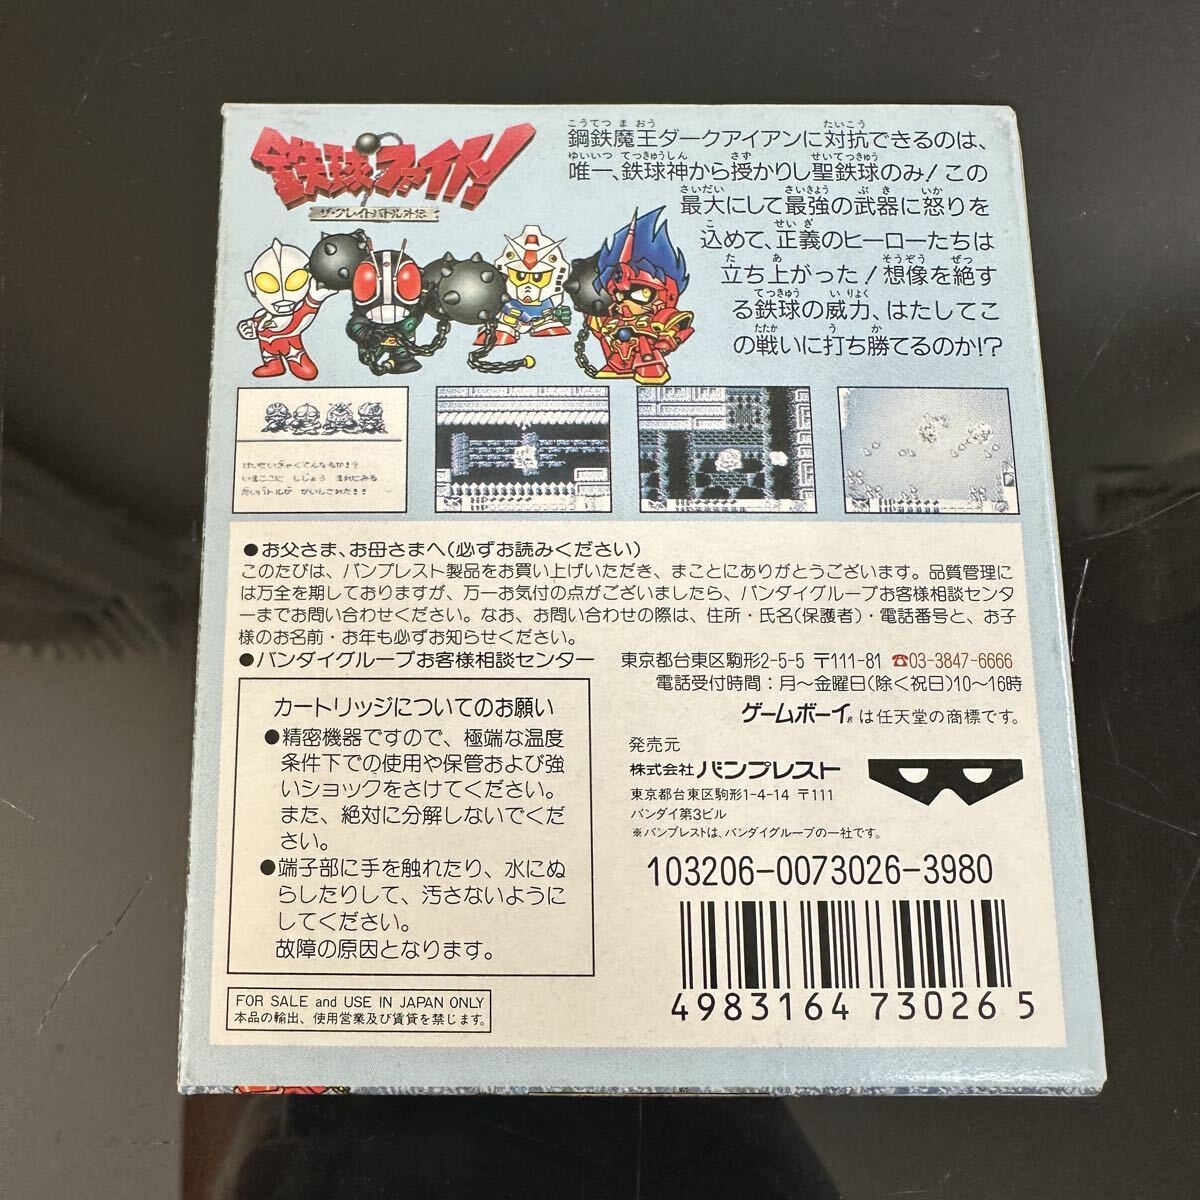 鉄球ファイト!
ザ・グレイトバトル外伝
鋼鉄魔王ダークアイアンに対抗できるのは、
唯一、鉄球神から授かりし聖鉄球のみ!この
最大にして最強の武器に怒りを
込めて、正義のヒーローたちは
立ち上がった!想像を絶す
る鉄球の威力、はたしてこ
の戦いに打ち勝てるのか!?
●お父さま、お母さまへ(必ずお読みください)
このたびは、バンプレスト製品をお買い上げいただき、まことにありがとうございます。品質管理に
は万全を期しておりますが、万一お気付の点がございましたら、バンダイグループお客様相談センタ
ーまでお問い合わせください。なお、お問い合わせの際は、住所・氏名(保護者)・電話番号と、お子
様のお名前・お年も必ずお知らせください。
●バンダイグループお客様相談センター 東京都台東区駒形2-5-5 〒111-81 ☎03-3847-6666
電話受付時間:月〜金曜日(除く祝日)10〜16時
ゲームボーイ®は任天堂の商標です。
カートリッジについてのお願い
●精密機器ですので、極端な温度
条件下での使用や保管および強
いショックをさけてください。
また、絶対に分解しないでくだ
さい。
●端子部に手を触れたり、水にぬ
らしたりして、汚さないように
してください。
故障の原因となります。
発売元
株式会社 バンプレスト
東京都台東区駒形1-4-14 〒111
バンダイ第3ビル
※バンプレストは、バンダイグループの一社です。
103206-0073026-3980
4983164730265
FOR SALE and USE IN JAPAN ONLY
本品の輸出、使用営業及び賃貸を禁じます。